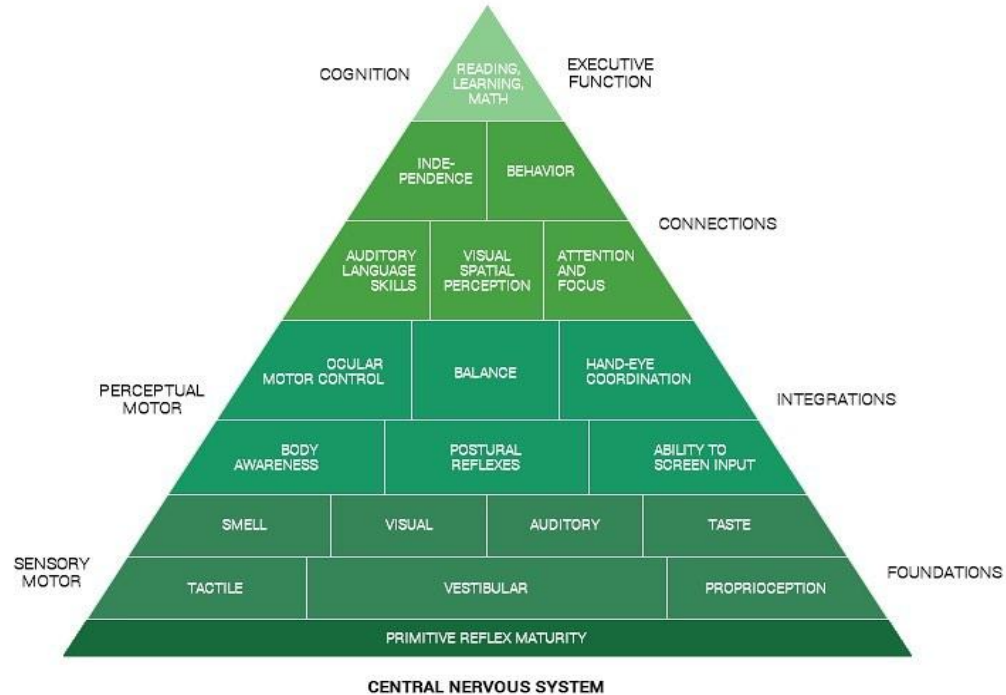 COGNITION
READING,
LEARNING,
MATH
EXECUTIVE
FUNCTION
INDE-
PENDENCE
BEHAVIOR
CONNECTIONS
AUDITORY
LANGUAGE
SKILLS
VISUAL
SPATIAL
PERCEPTION
ATTENTION
AND
FOCUS
PERCEPTUAL
MOTOR
OCULAR
MOTOR CONTROL
BALANCE
HAND-EYE
COORDINATION
INTEGRATIONS
BODY
AWARENESS
POSTURAL
REFLEXES
ABILITY TO
SCREEN INPUT
SENSORY
MOTOR
SMELL
VISUAL
AUDITORY
TASTE
FOUNDATIONS
TACTILE
VESTIBULAR
PROPRIOCEPTION
PRIMITIVE REFLEX MATURITY
CENTRAL NERVOUS SYSTEM